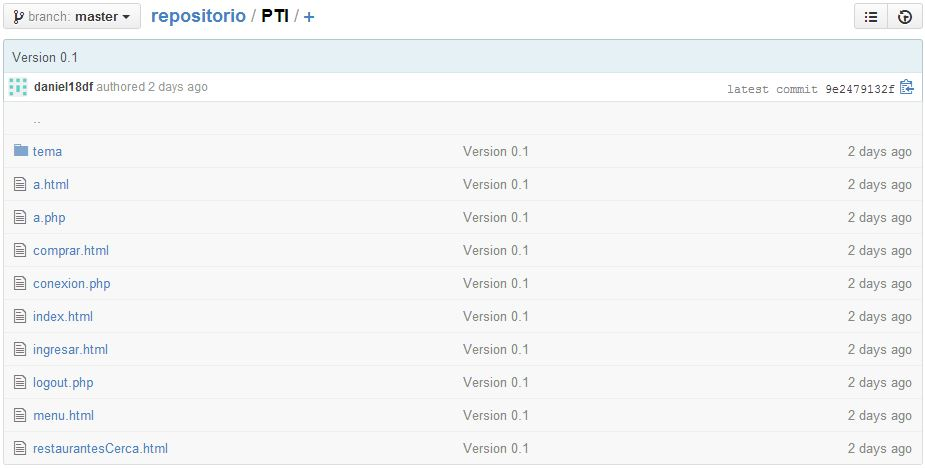 branch: master repositorio / PTI / +
Version 0.1
daniel18df authored 2 days ago latest commit 9e2479132f
..
tema Version 0.1 2 days ago
a.html Version 0.1 2 days ago
a.php Version 0.1 2 days ago
comprar.html Version 0.1 2 days ago
conexion.php Version 0.1 2 days ago
index.html Version 0.1 2 days ago
ingresar.html Version 0.1 2 days ago
logout.php Version 0.1 2 days ago
menu.html Version 0.1 2 days ago
restaurantesCerca.html Version 0.1 2 days ago